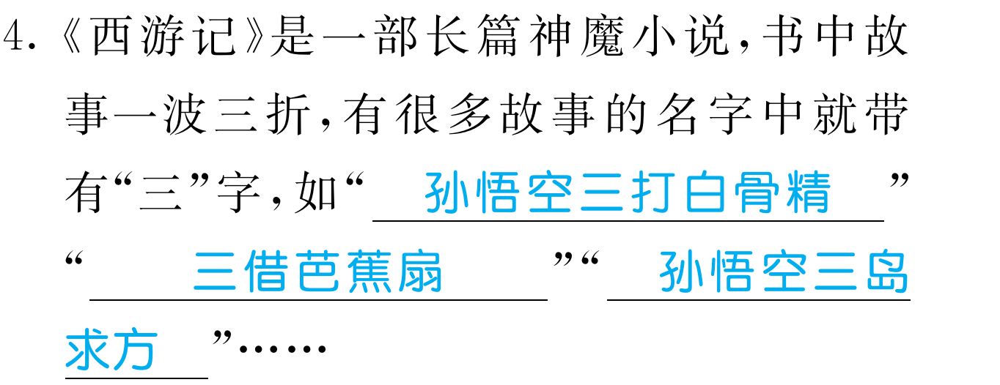 4.《西游记》是一部长篇神魔小说,书中故
事一波三折,有很多故事的名字中就带
有“三”字,如“孙悟空三打白骨精”
“三借芭蕉扇”“孙悟空三岛
求方”……